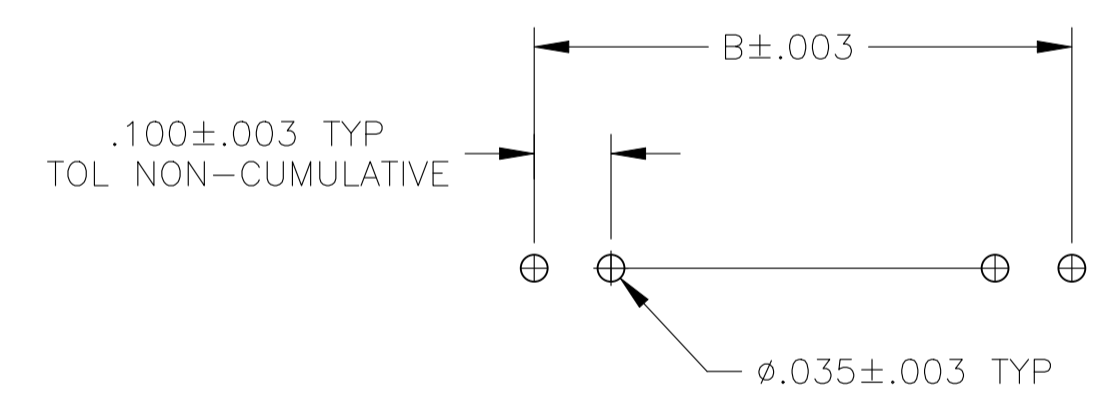 B±.003
.100±.003 TYP
TOL NON-CUMULATIVE
⌀.035±.003 TYP